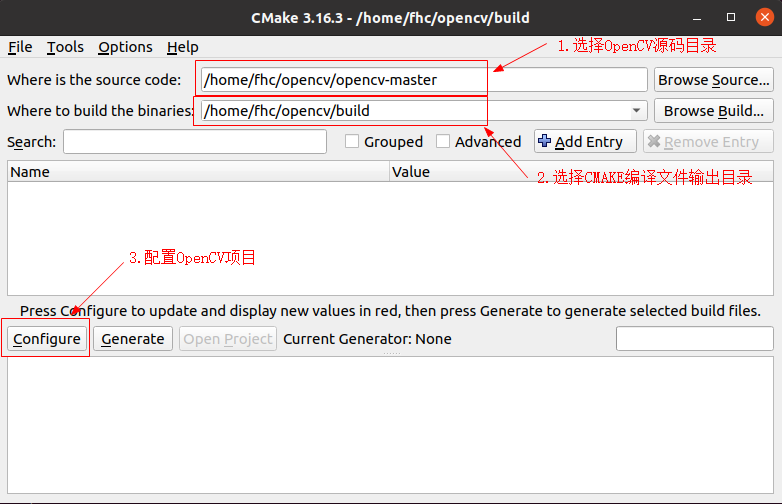 CMake 3.16.3 - /home/fhc/opencv/build
File Tools Options Help
1.选择OpenCV源码目录
Where is the source code: /home/fhc/opencv/opencv-master Browse Source...
Where to build the binaries: /home/fhc/opencv/build Browse Build...
Search: Grouped Advanced Add Entry Remove Entry
Name Value
2.选择CMAKE编译文件输出目录
3.配置OpenCV项目
Press Configure to update and display new values in red, then press Generate to generate selected build files.
Configure Generate Open Project Current Generator: None